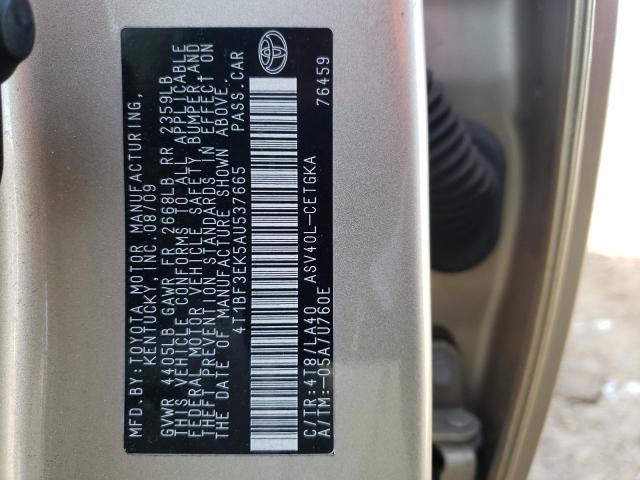 MFD. BY: TOYOTA MOTOR MANUFACTURING,
KENTUCKY, INC. 08/09
GVWR 4405LB GAWR FR 2668LB RR 2359LB
THIS VEHICLE CONFORMS TO ALL APPLICABLE
FEDERAL MOTOR VEHICLE SAFETY, BUMPER AND
THEFT PREVENTION STANDARDS IN EFFECT ON
THE DATE OF MANUFACTURE SHOWN ABOVE.
4T1BF3EK5AU537665 PASS. CAR
C/TR: 4T8/LA40 ASV40L-CETGKA
A/TM: -05A/U760E 76459